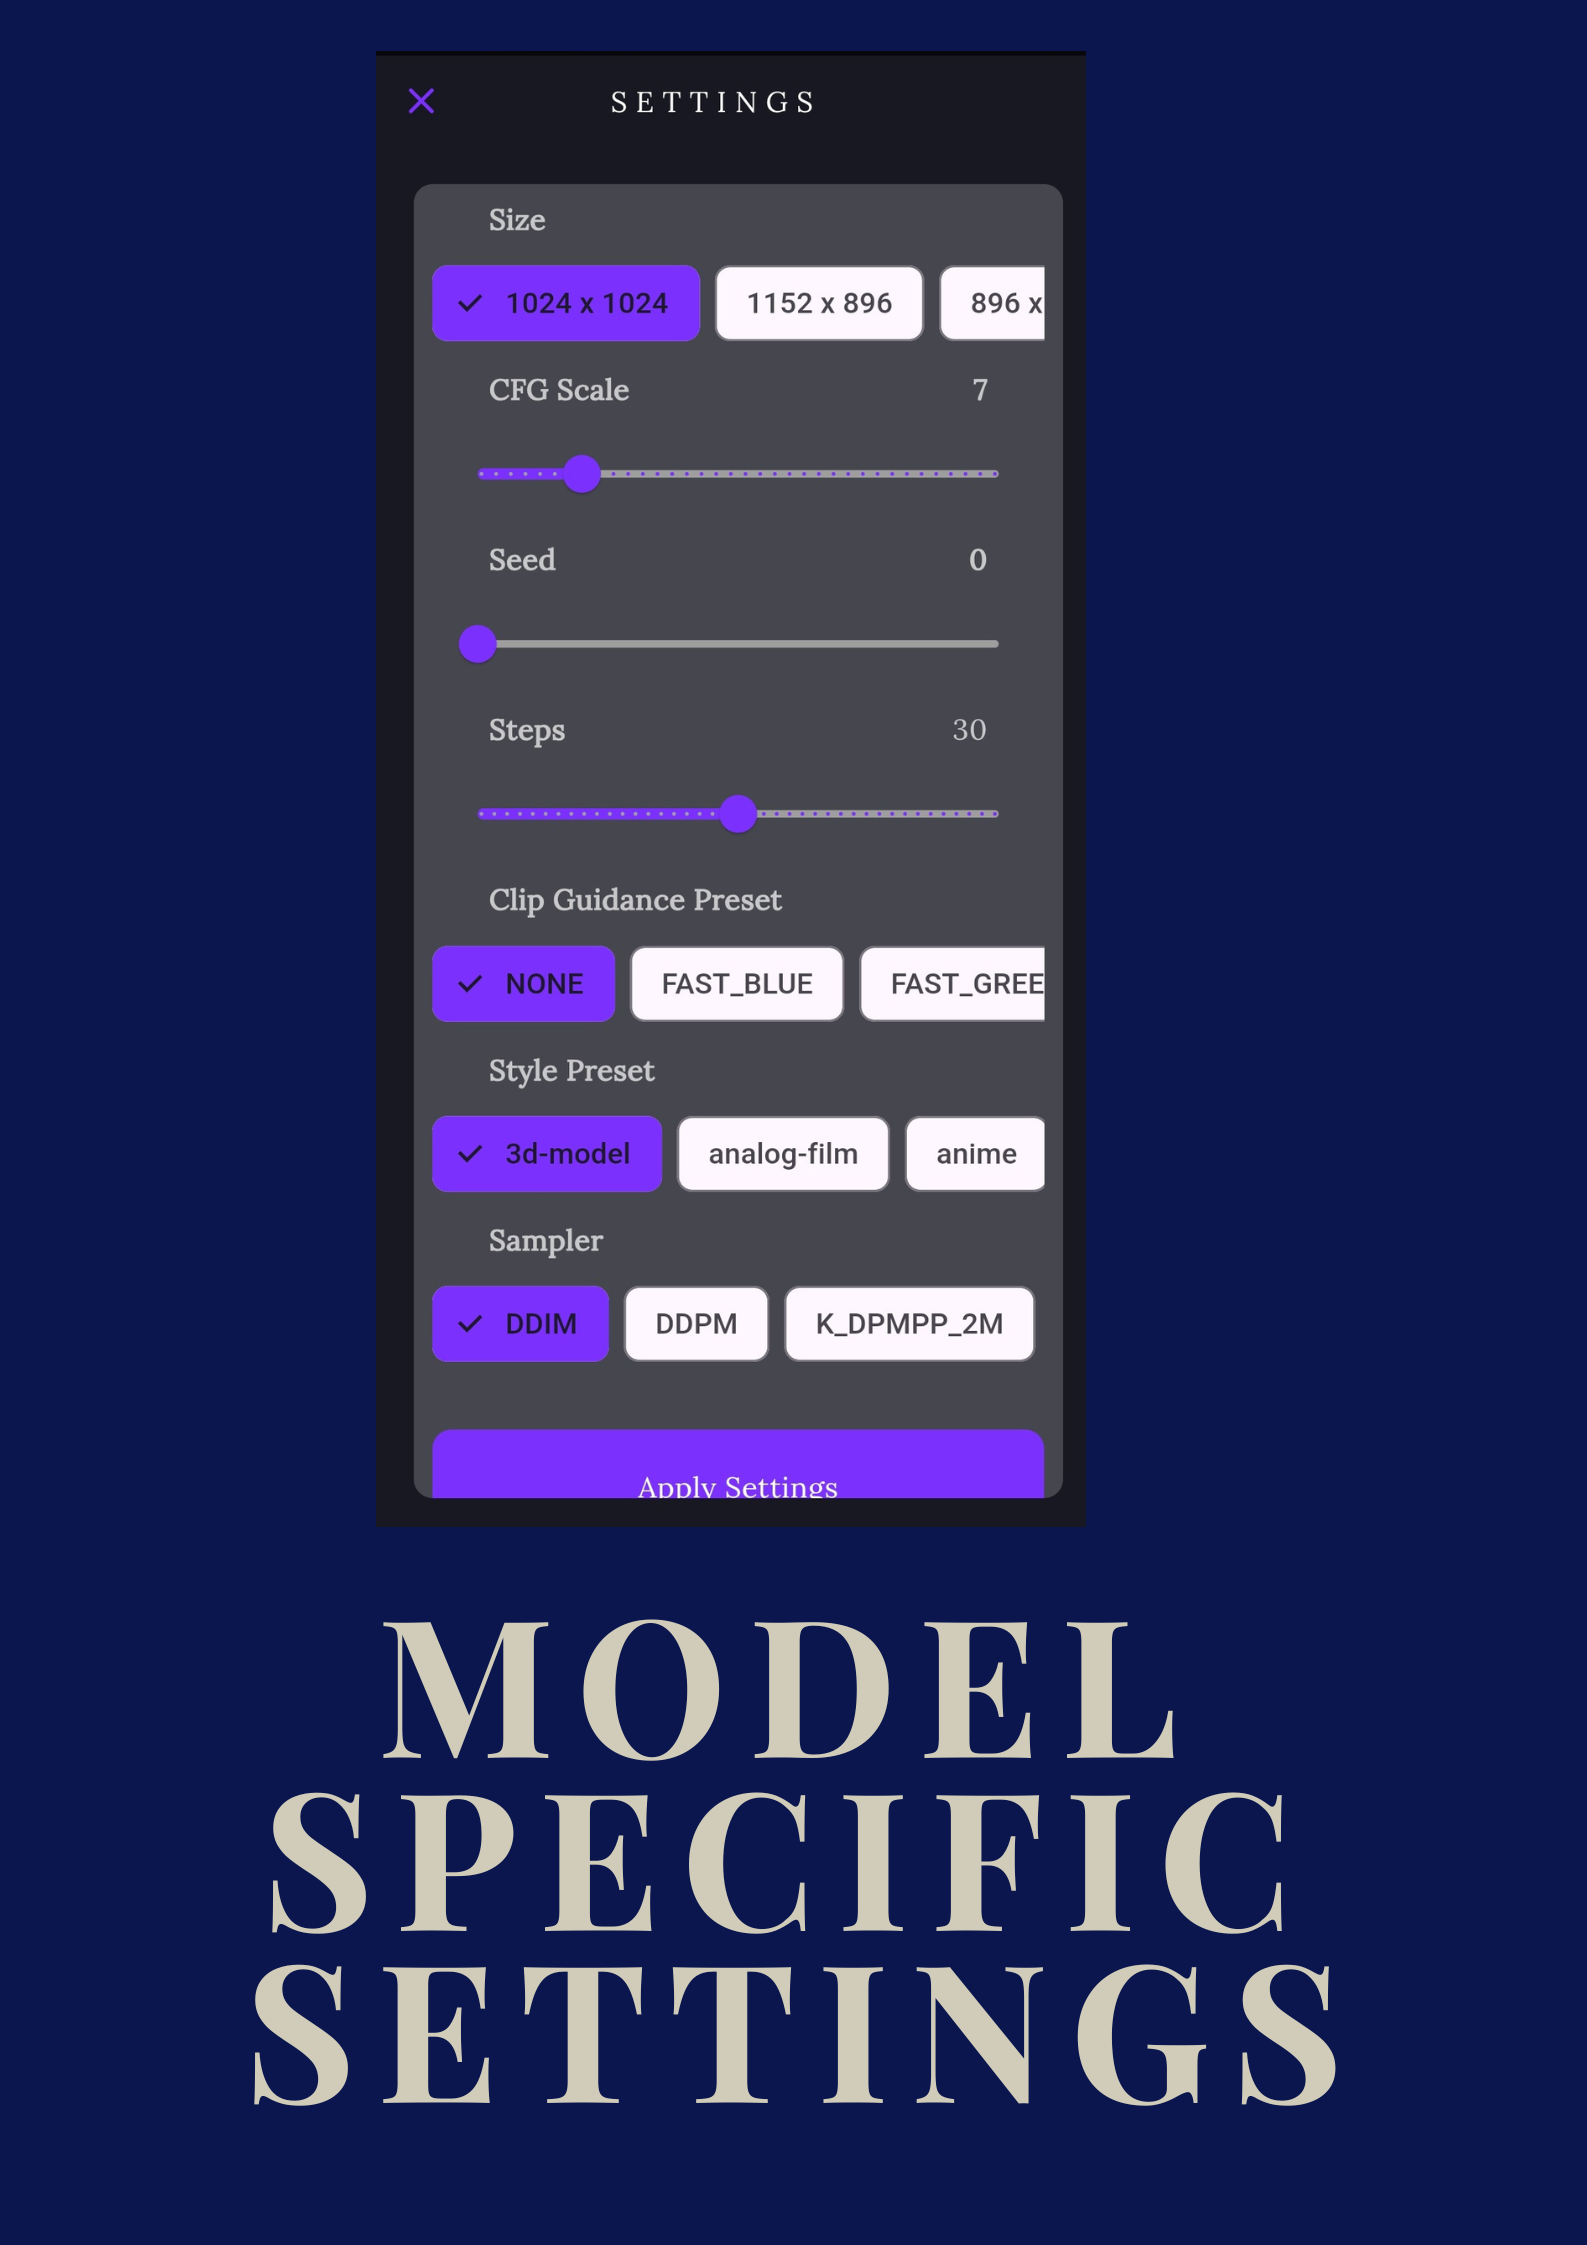 SETTINGS
Size
1024 x 1024 1152 x 896 896 x
CFG Scale 7
Seed 0
Steps 30
Clip Guidance Preset
NONE FAST_BLUE FAST_GREE
Style Preset
3d-model analog-film anime
Sampler
DDIM DDPM K_DPMPP_2M
Apply Settings
MODEL
SPECIFIC
SETTINGS